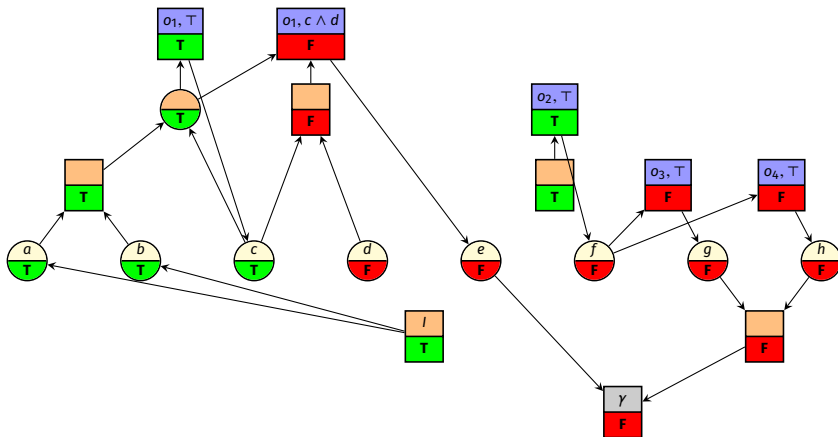 o₁, ⊤
o₁, c ∧ d
T
F
o₂, ⊤
T
F
T
o₃, ⊤
o₄, ⊤
T
T
F
F
a
b
c
d
e
f
g
h
T
T
T
F
F
F
F
F
I
T
F
γ
F